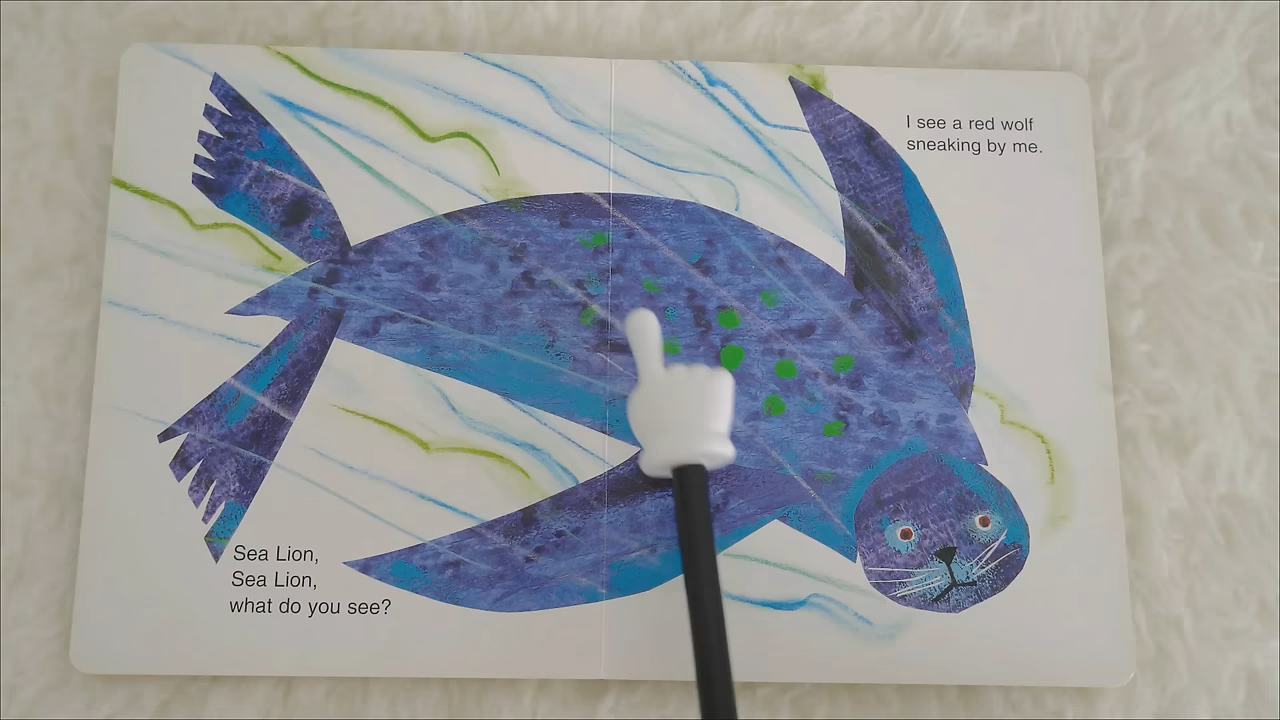 Sea Lion,
Sea Lion,
what do you see?
I see a red wolf
sneaking by me.